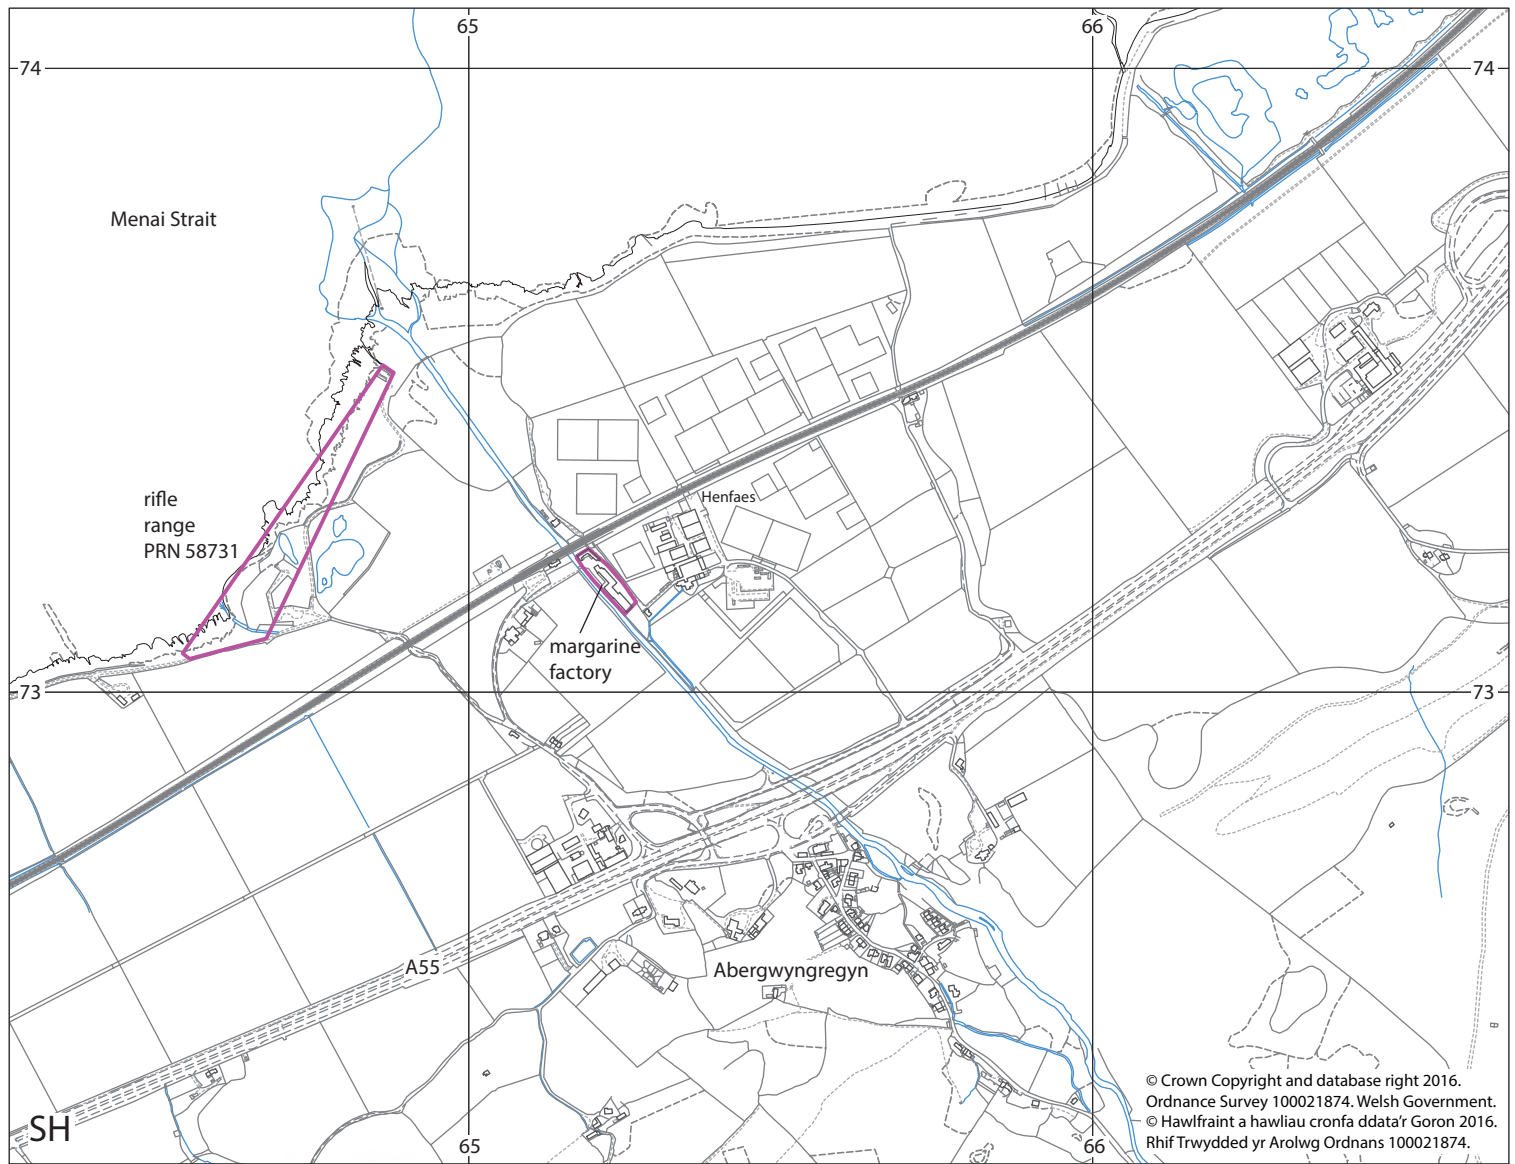 65
66
74
74
Menai Strait
rifle
range
PRN 58731
Henfaes
margarine
factory
73
73
A55
Abergwyngregyn
SH
65
66
© Crown Copyright and database right 2016.
Ordnance Survey 100021874. Welsh Government.
© Hawlfraint a hawliau cronfa ddata’r Goron 2016.
Rhif Trwydded yr Arolwg Ordnans 100021874.